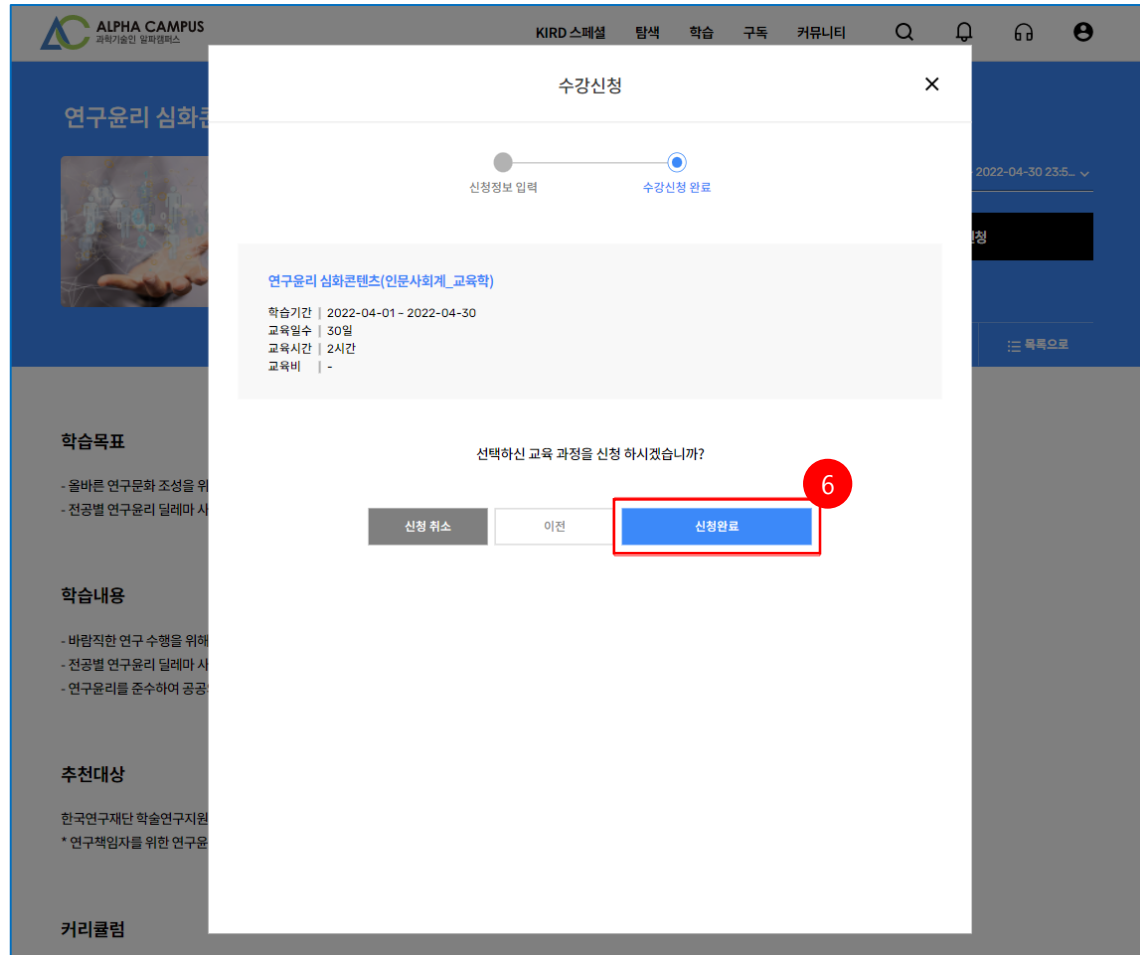 ALPHA CAMPUS
과학기술인 알파캠퍼스
KIRD 스페셜 탐색 학습 구독 커뮤니티
수강신청
연구윤리 심화콘
신청정보 입력 수강신청 완료
2022-04-30 23:5...
신청
연구윤리 심화콘텐츠(인문사회계_교육학)
학습기간 | 2022-04-01 ~ 2022-04-30
교육일수 | 30일
교육시간 | 2시간
교육비 | -
목록으로
학습목표
- 올바른 연구문화 조성을 위
- 전공별 연구윤리 딜레마 사
선택하신 교육 과정을 신청 하시겠습니까?
6
신청 취소 이전 신청완료
학습내용
- 바람직한 연구 수행을 위해
- 전공별 연구윤리 딜레마 사
- 연구윤리를 준수하여 공공
추천대상
한국연구재단 학술연구지원
* 연구책임자를 위한 연구윤
커리큘럼